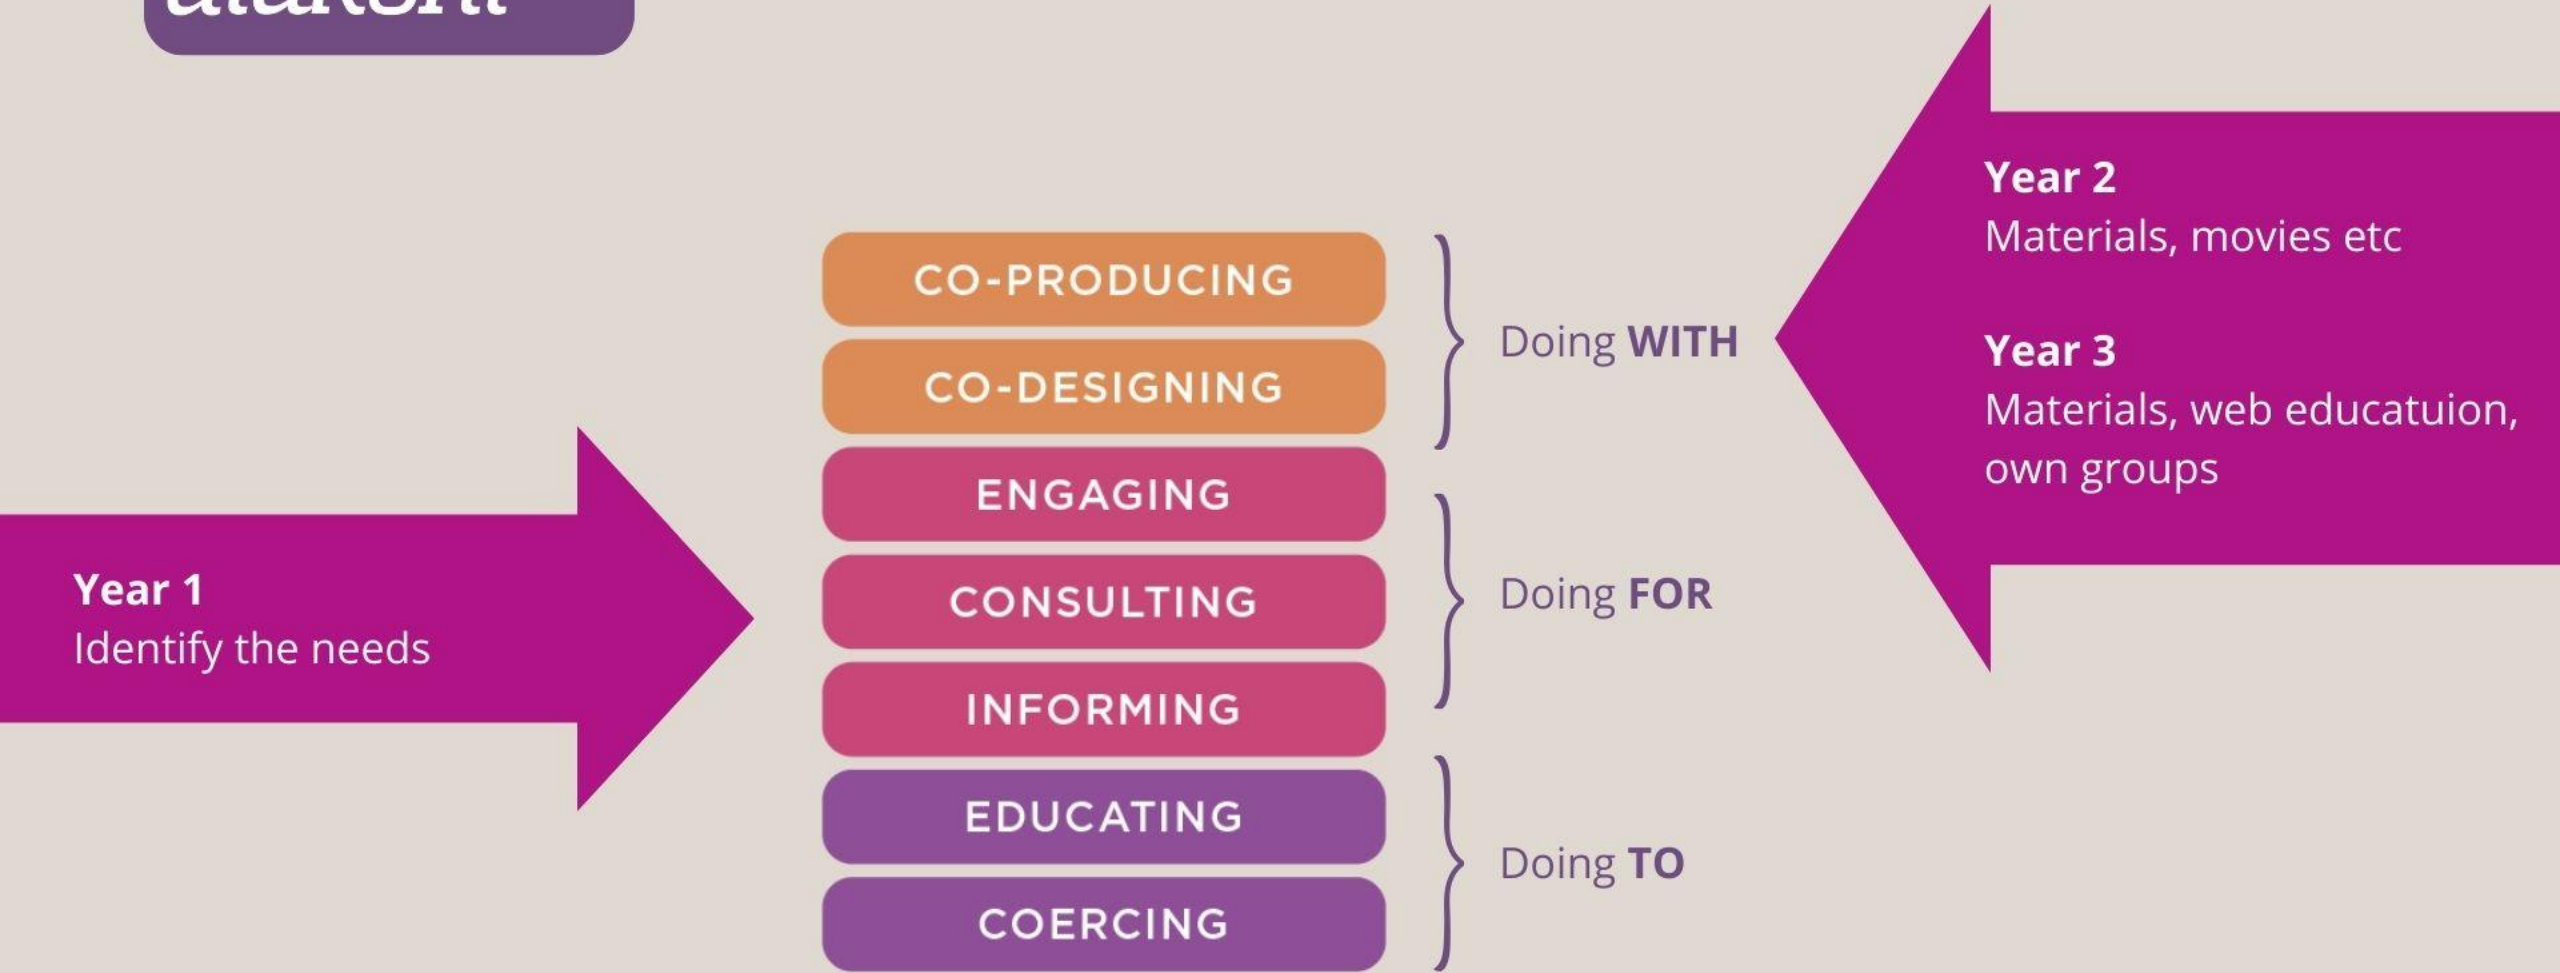 CO-PRODUCING
CO-DESIGNING
ENGAGING
CONSULTING
INFORMING
EDUCATING
COERCING
Doing WITH
Doing FOR
Doing TO
Year 1
Identify the needs
Year 2
Materials, movies etc
Year 3
Materials, web educatuion,
own groups